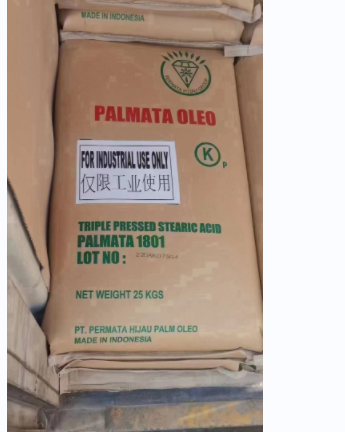 MADE IN INDONESIA
PALMATA OLEO
K
P
FOR INDUSTRIAL USE ONLY
仅限工业使用
TRIPLE PRESSED STEARIC ACID
PALMATA 1801
LOT NO :
NET WEIGHT 25 KGS
PT. PERMATA HIJAU PALM OLEO
MADE IN INDONESIA